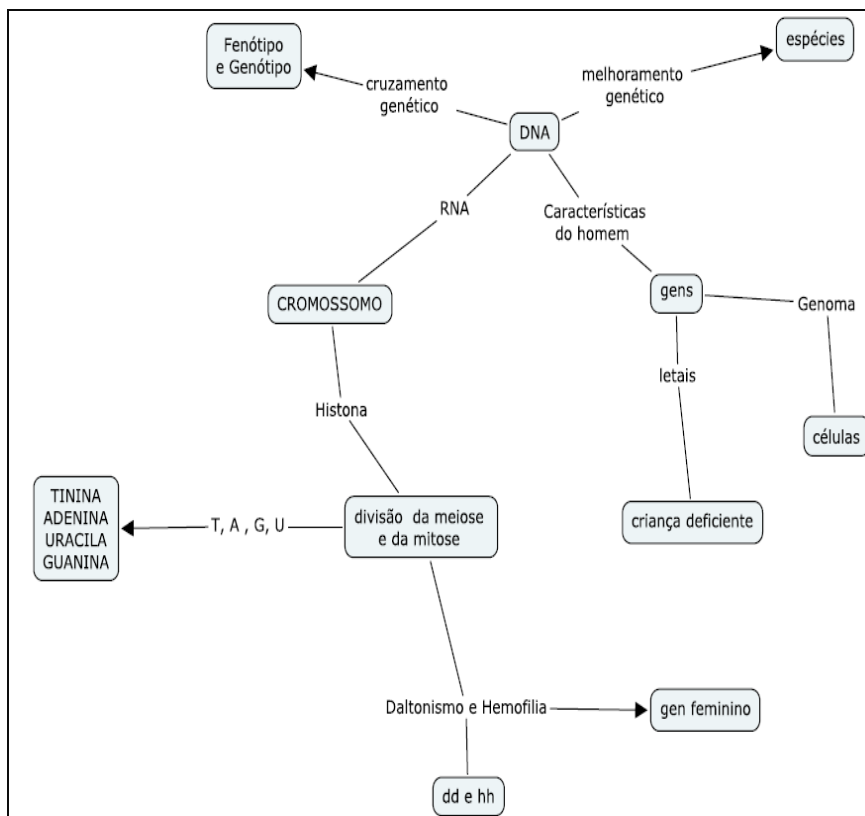 Fenótipo
e Genótipo
espécies
cruzamento
genético
melhoramento
genético
DNA
RNA
Características
do homem
CROMOSSOMO
gens
Genoma
letais
Histona
células
TININA
ADENINA
URACILA
GUANINA
T, A , G, U
divisão da meiose
e da mitose
criança deficiente
Daltonismo e Hemofilia
gen feminino
dd e hh